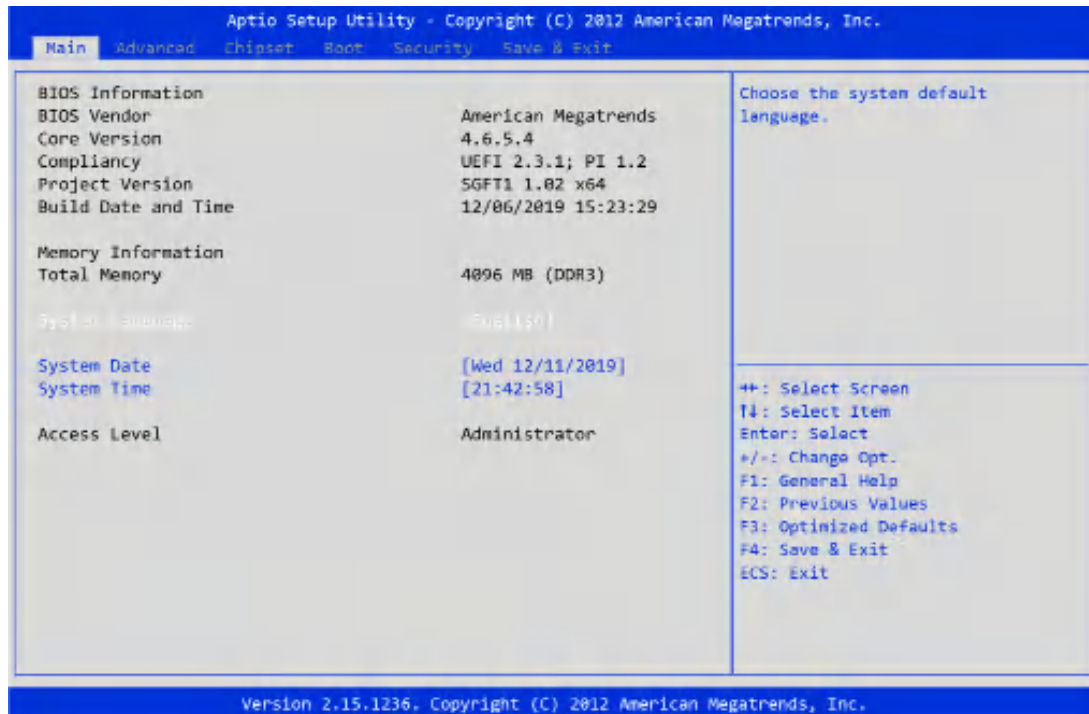 Aptio Setup Utility - Copyright (C) 2012 American Megatrends, Inc.
Main Advanced Chipset Boot Security Save & Exit
BIOS Information
BIOS Vendor American Megatrends
Core Version 4.6.5.4
Compliancy UEFI 2.3.1; PI 1.2
Project Version SGFT1 1.02 x64
Build Date and Time 12/06/2019 15:23:29
Memory Information
Total Memory 4096 MB (DDR3)
System Language [English]
System Date [Wed 12/11/2019]
System Time [21:42:58]
Access Level Administrator
Choose the system default
language.
→←: Select Screen
↑↓: Select Item
Enter: Select
+/-: Change Opt.
F1: General Help
F2: Previous Values
F3: Optimized Defaults
F4: Save & Exit
ECS: Exit
Version 2.15.1236. Copyright (C) 2012 American Megatrends, Inc.